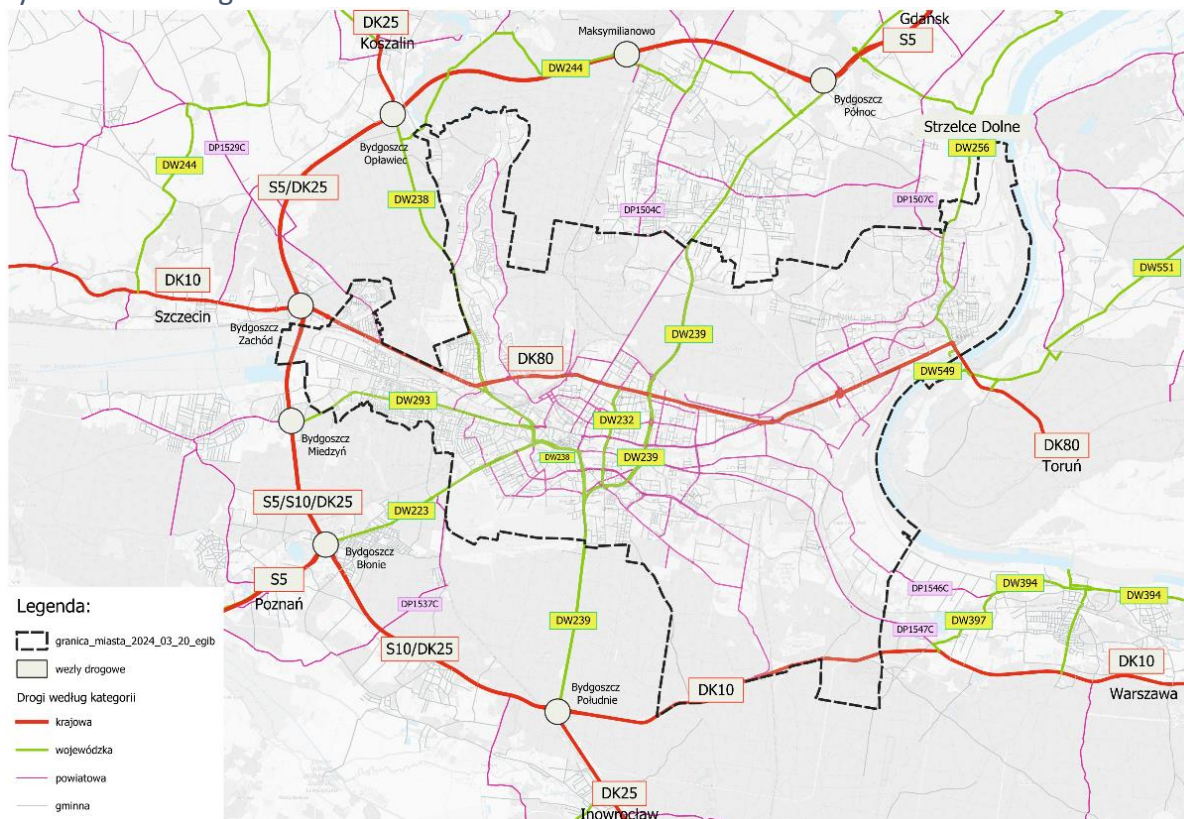 DK25
Koszalin
Gdańsk
S5
Maksymilianowo
DW244
Bydgoszcz
Północ
Bydgoszcz
Opławiec
Strzelce Dolne
DW256
DP1529C
DW244
S5/DK25
DW238
DP1504C
DP1507C
DW551
DK10
Szczecin
Bydgoszcz
Zachód
DW239
DK80
DW549
DW293
DW232
Bydgoszcz
Miedzyń
DW238
DW239
DK80
Toruń
S5/S10/DK25
DW223
Bydgoszcz
Błonie
S5
Poznań
DP1537C
DP1546C
DW394
DW394
DW397
DP1547C
DW239
S10/DK25
DK10
Warszawa
Bydgoszcz
Południe
DK10
DK25
Inowrocław
Legenda:
granica_miasta_2024_03_20_egib
wezly drogowe
Drogi według kategorii
krajowa
wojewódzka
powiatowa
gminna